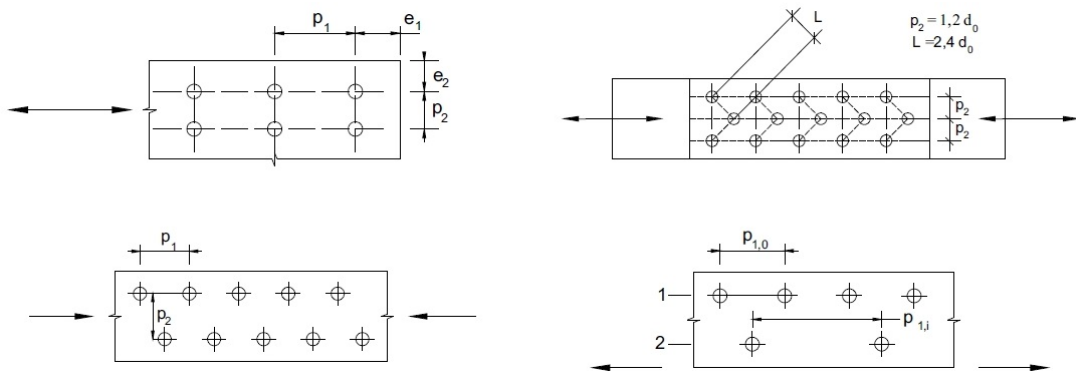 p₁
e₁
e₂
p₂
L
p₂ = 1,2 d₀
L =2,4 d₀
p₂
p₂
p₁
p₂
p₁,₀
1
p₁,ᵢ
2